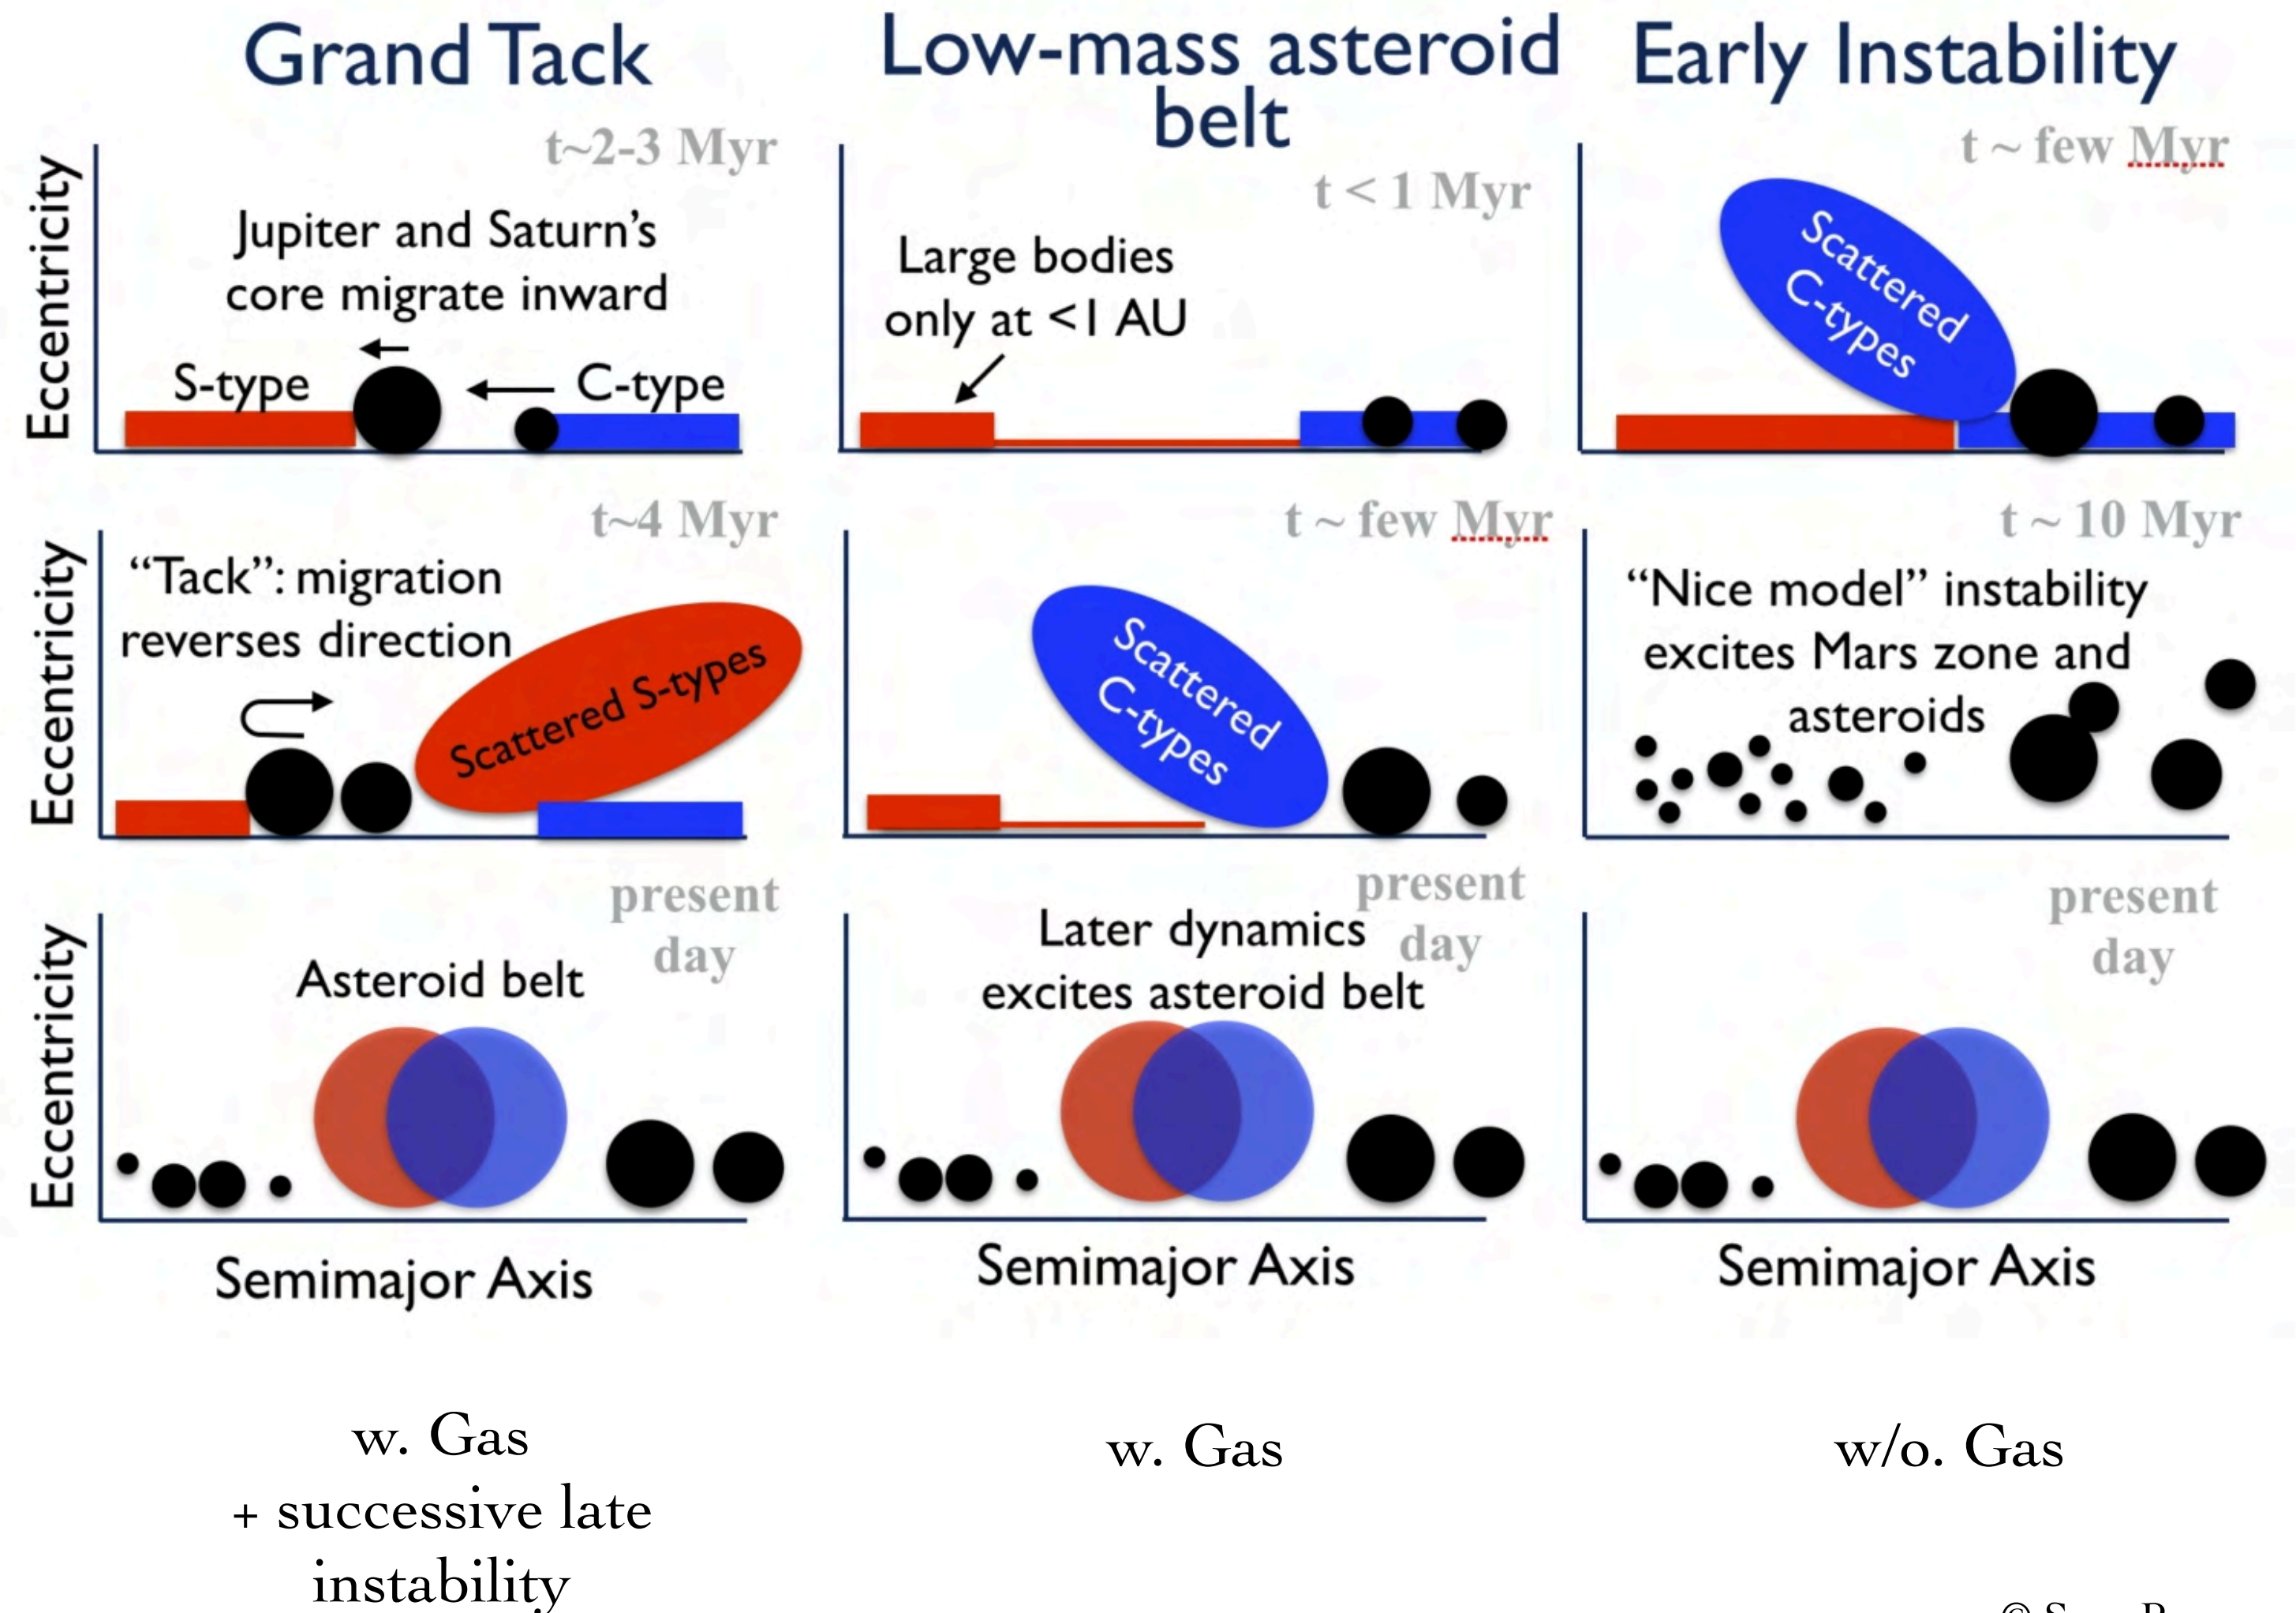 Grand Tack
Low-mass asteroid
belt
Early Instability
t~2-3 Myr
Eccentricity
Jupiter and Saturn's
core migrate inward
S-type
C-type
t < 1 Myr
Large bodies
only at <1 AU
t ~ few Myr
Scattered
C-types
t~4 Myr
Eccentricity
“Tack”: migration
reverses direction
Scattered S-types
t ~ few Myr
Scattered
C-types
t ~ 10 Myr
“Nice model” instability
excites Mars zone and
asteroids
present
day
Eccentricity
Asteroid belt
present
day
Later dynamics
excites asteroid belt
present
day
Semimajor Axis
Semimajor Axis
Semimajor Axis
w. Gas
+ successive late
instability
w. Gas
w/o. Gas
©